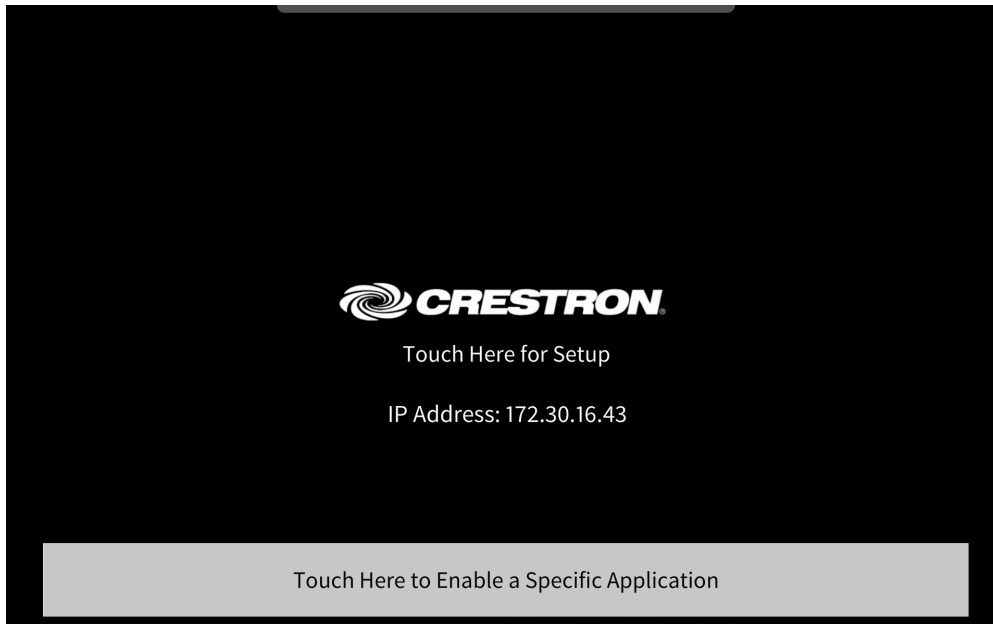 CRESTRON®
Touch Here for Setup
IP Address: 172.30.16.43
Touch Here to Enable a Specific Application